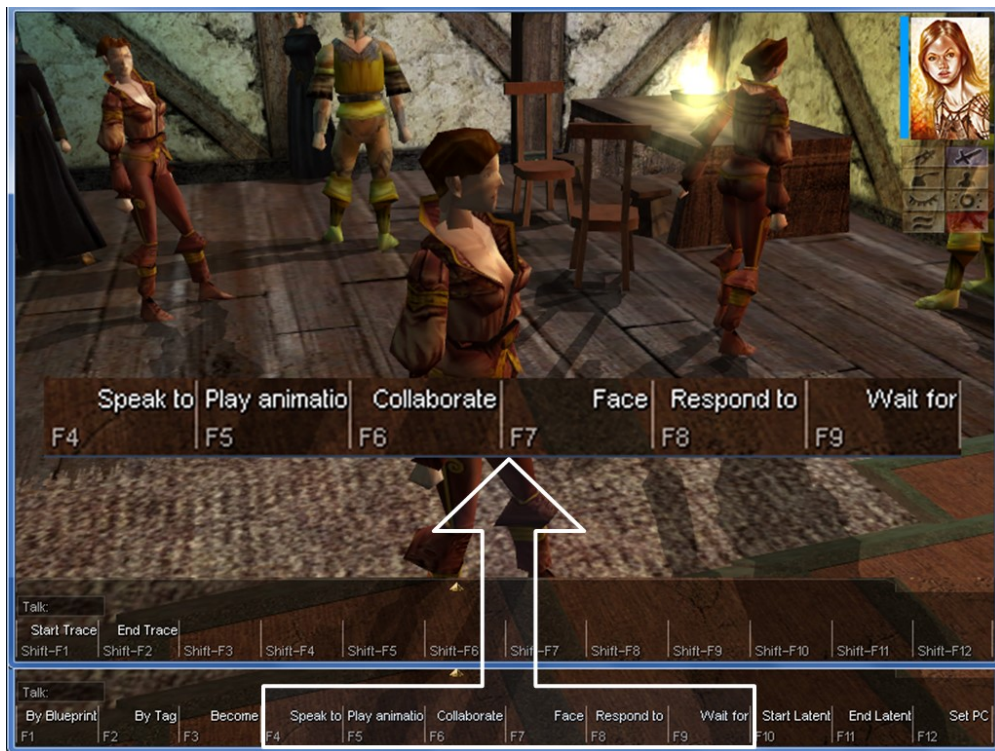 Speak to Play animatio Collaborate Face Respond to Wait for
F4 F5 F6 F7 F8 F9
Talk:
Start Trace End Trace
Shift-F1 Shift-F2 Shift-F3 Shift-F4 Shift-F5 Shift-F6 Shift-F7 Shift-F8 Shift-F9 Shift-F10 Shift-F11 Shift-F12
Talk:
By Blueprint By Tag Become Speak to Play animatio Collaborate Face Respond to Wait for Start Latent End Latent Set PC
F1 F2 F3 F4 F5 F6 F7 F8 F9 F10 F11 F12